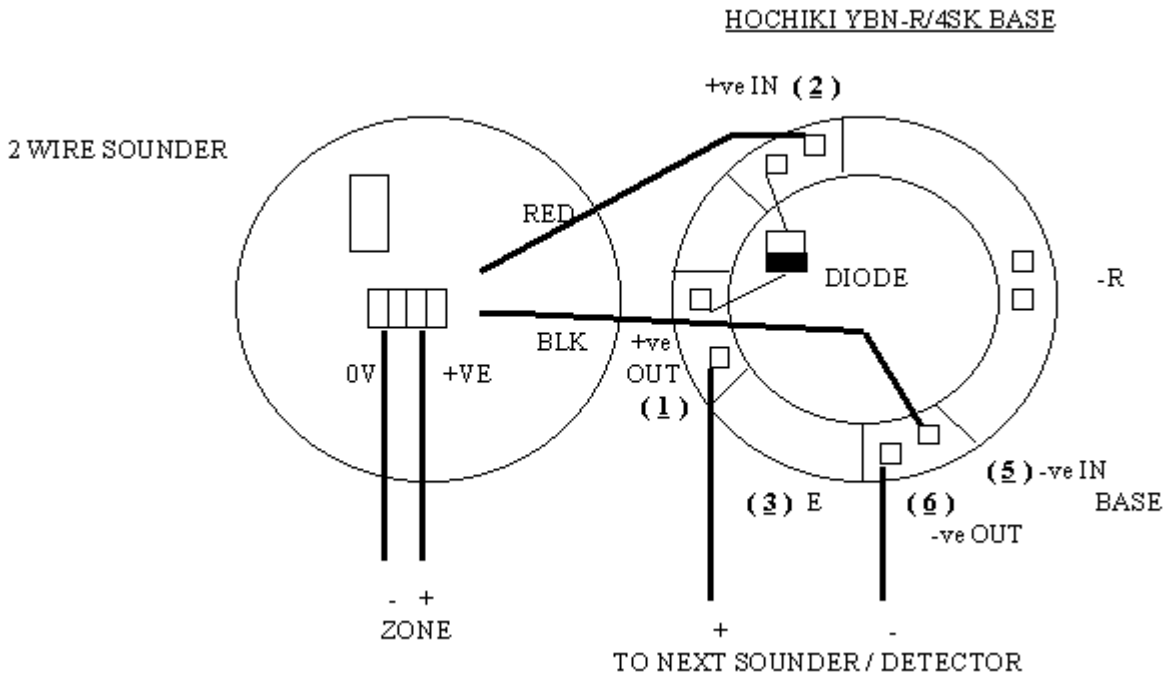 HOCHIKI YBN-R/4SK BASE
+ve IN (2)
2 WIRE SOUNDER
RED
DIODE
-R
BLK
+ve
OUT
(1)
0V
+VE
(5) -ve IN
BASE
(3) E
(6)
-ve OUT
- +
ZONE
+ -
TO NEXT SOUNDER / DETECTOR